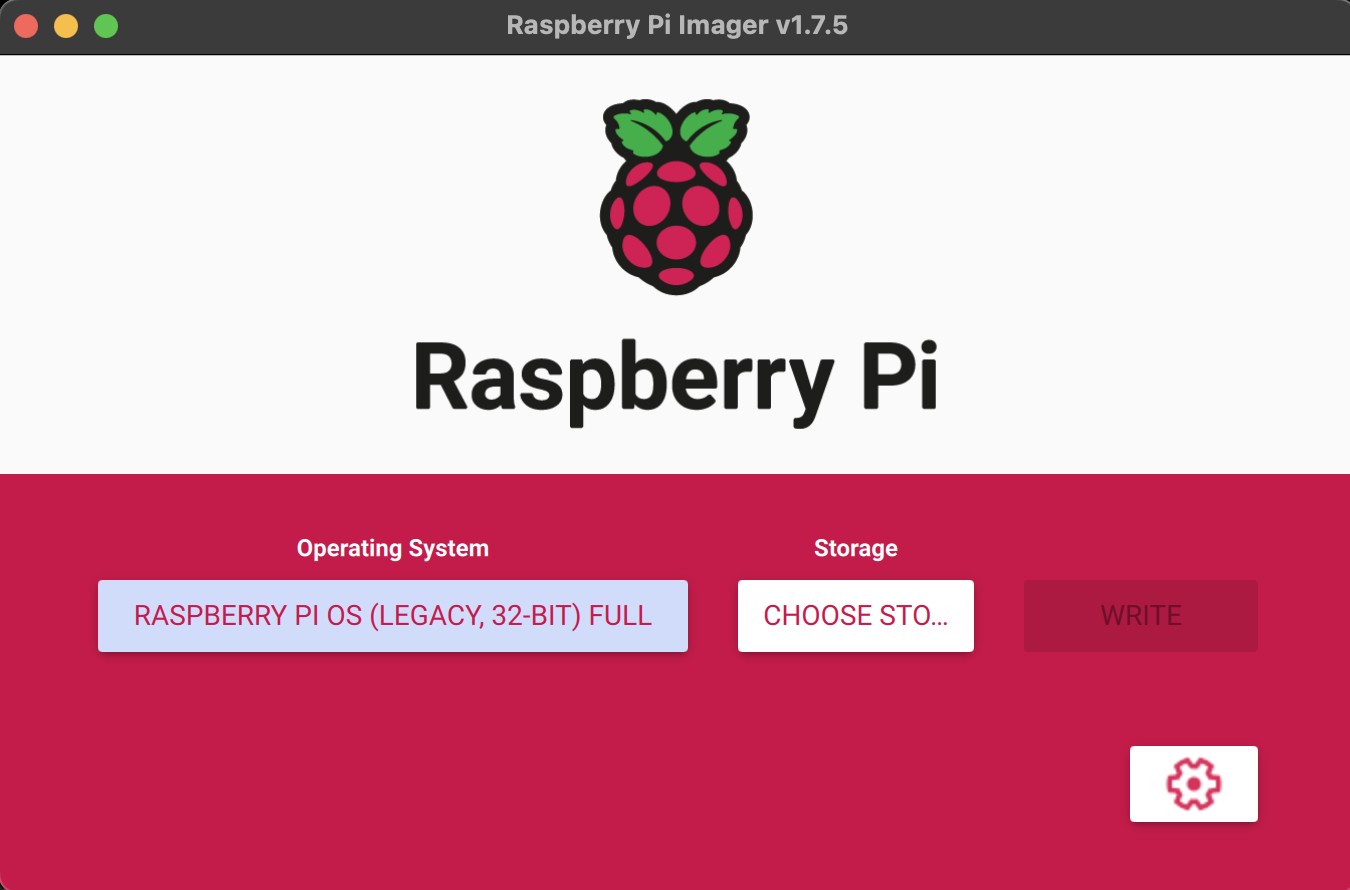 Raspberry Pi Imager v1.7.5
Raspberry Pi
Operating System
Storage
RASPBERRY PI OS (LEGACY, 32-BIT) FULL
CHOOSE STO...
WRITE